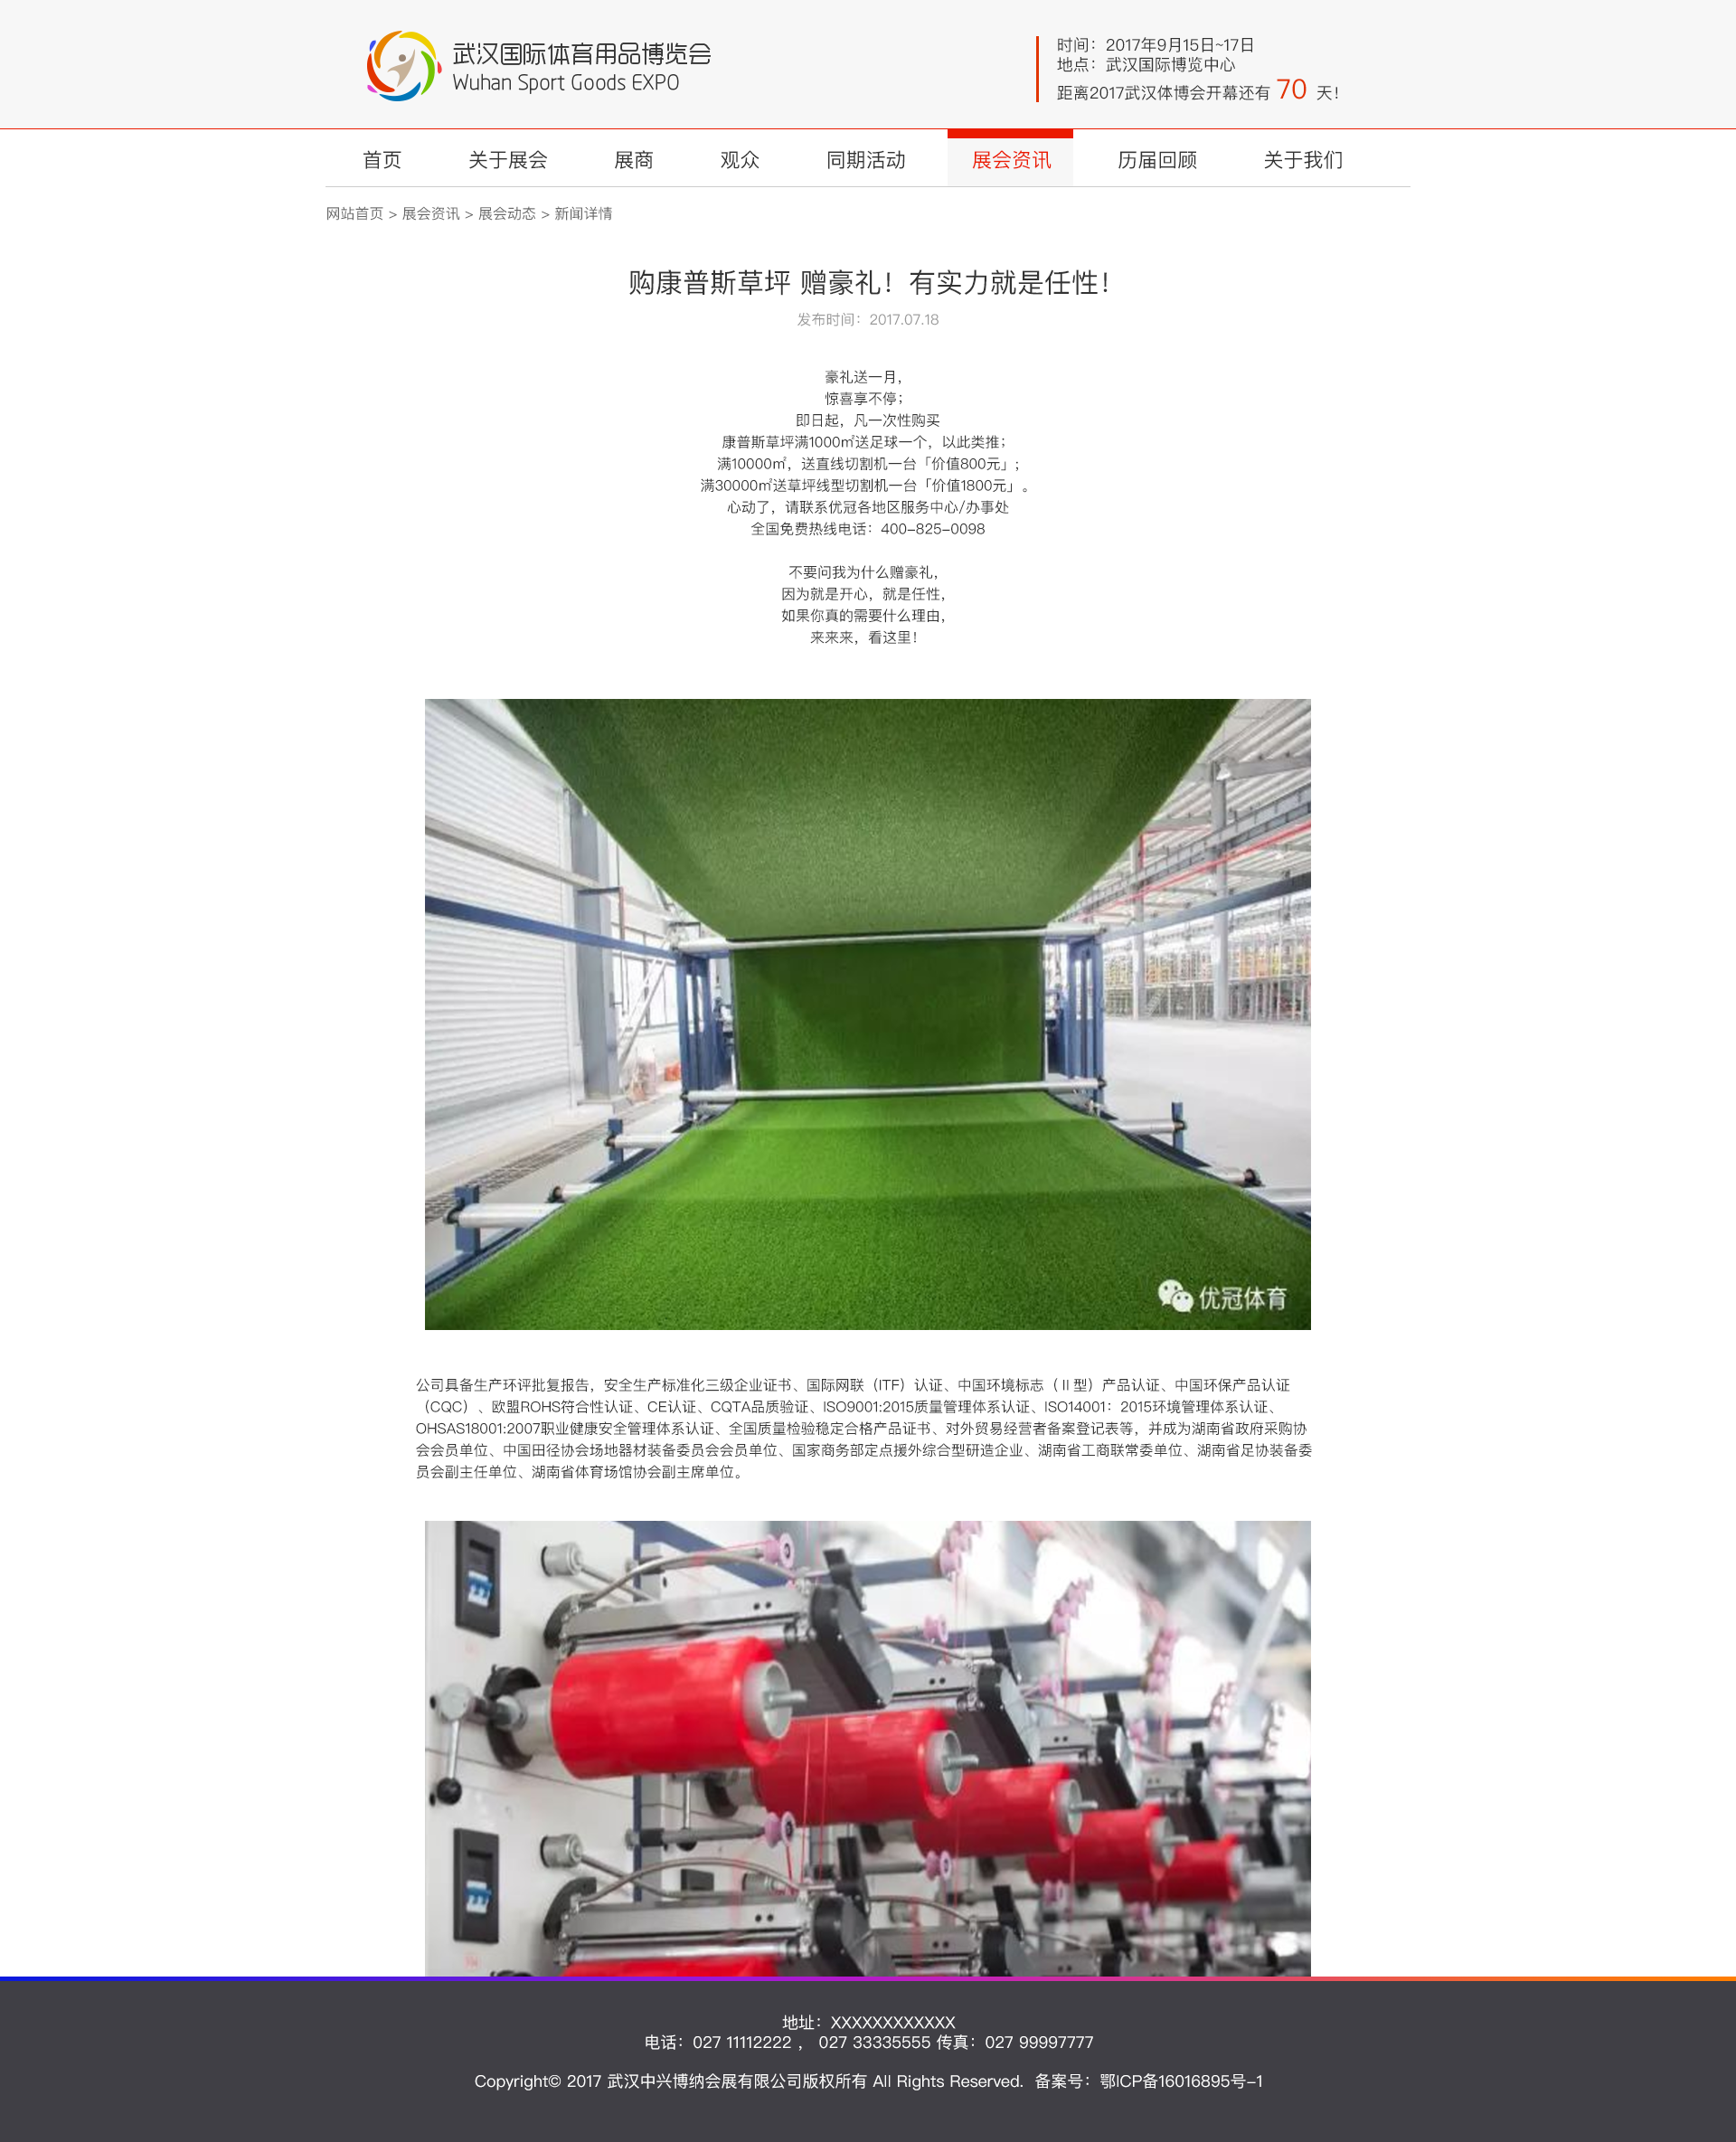 武汉国际体育用品博览会
Wuhan Sport Goods EXPO
时间：2017年9月15日~17日
地点：武汉国际博览中心
距离2017武汉体博会开幕还有 70 天！
首页 关于展会 展商 观众 同期活动 展会资讯 历届回顾 关于我们
网站首页 > 展会资讯 > 展会动态 > 新闻详情
购康普斯草坪 赠豪礼！有实力就是任性！
发布时间：2017.07.18
豪礼送一月，
惊喜享不停；
即日起，凡一次性购买
康普斯草坪满1000㎡送足球一个，以此类推；
满10000㎡，送直线切割机一台「价值800元」;
满30000㎡送草坪线型切割机一台「价值1800元」。
心动了，请联系优冠各地区服务中心/办事处
全国免费热线电话：400-825-0098
不要问我为什么赠豪礼，
因为就是开心，就是任性，
如果你真的需要什么理由，
来来来，看这里！
优冠体育
公司具备生产环评批复报告，安全生产标准化三级企业证书、国际网联（ITF）认证、中国环境标志（Ⅱ型）产品认证、中国环保产品认证
（CQC）、欧盟ROHS符合性认证、CE认证、CQTA品质验证、ISO9001:2015质量管理体系认证、ISO14001：2015环境管理体系认证、
OHSAS18001:2007职业健康安全管理体系认证、全国质量检验稳定合格产品证书、对外贸易经营者备案登记表等，并成为湖南省政府采购协
会会员单位、中国田径协会场地器材装备委员会会员单位、国家商务部定点援外综合型研造企业、湖南省工商联常委单位、湖南省足协装备委
员会副主任单位、湖南省体育场馆协会副主席单位。
地址：XXXXXXXXXXXX
电话：027 11112222 ， 027 33335555 传真：027 99997777
Copyright© 2017 武汉中兴博纳会展有限公司版权所有 All Rights Reserved. 备案号：鄂ICP备16016895号-1